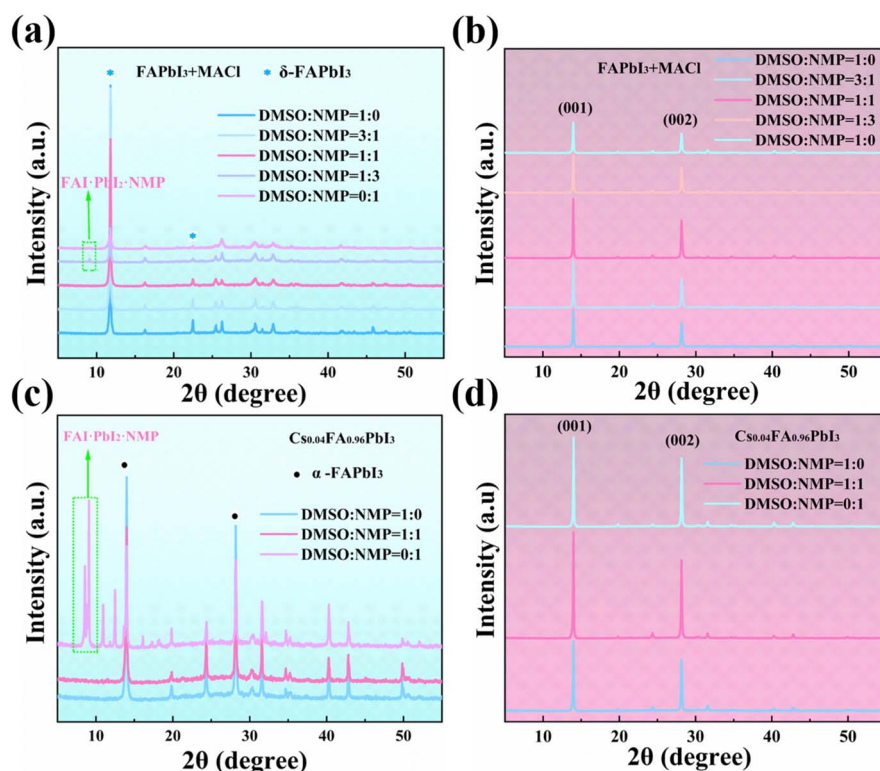 (a)
FAPbI₃+MACl
* δ-FAPbI₃
DMSO:NMP=1:0
DMSO:NMP=3:1
DMSO:NMP=1:1
DMSO:NMP=1:3
DMSO:NMP=0:1
FAI·PbI₂·NMP
*
*
Intensity (a.u.)
10 20 30 40 50
2θ (degree)
(b)
FAPbI₃+MACl
DMSO:NMP=1:0
DMSO:NMP=3:1
DMSO:NMP=1:1
DMSO:NMP=1:3
DMSO:NMP=1:0
(001)
(002)
Intensity (a.u.)
10 20 30 40 50
2θ (degree)
(c)
FAI·PbI₂·NMP
Cs₀.₀₄FA₀.₉₆PbI₃
• α-FAPbI₃
DMSO:NMP=1:0
DMSO:NMP=1:1
DMSO:NMP=0:1
Intensity (a.u.)
10 20 30 40 50
2θ (degree)
(d)
(001)
(002)
Cs₀.₀₄FA₀.₉₆PbI₃
DMSO:NMP=1:0
DMSO:NMP=1:1
DMSO:NMP=0:1
Intensity (a.u)
10 20 30 40 50
2θ (degree)